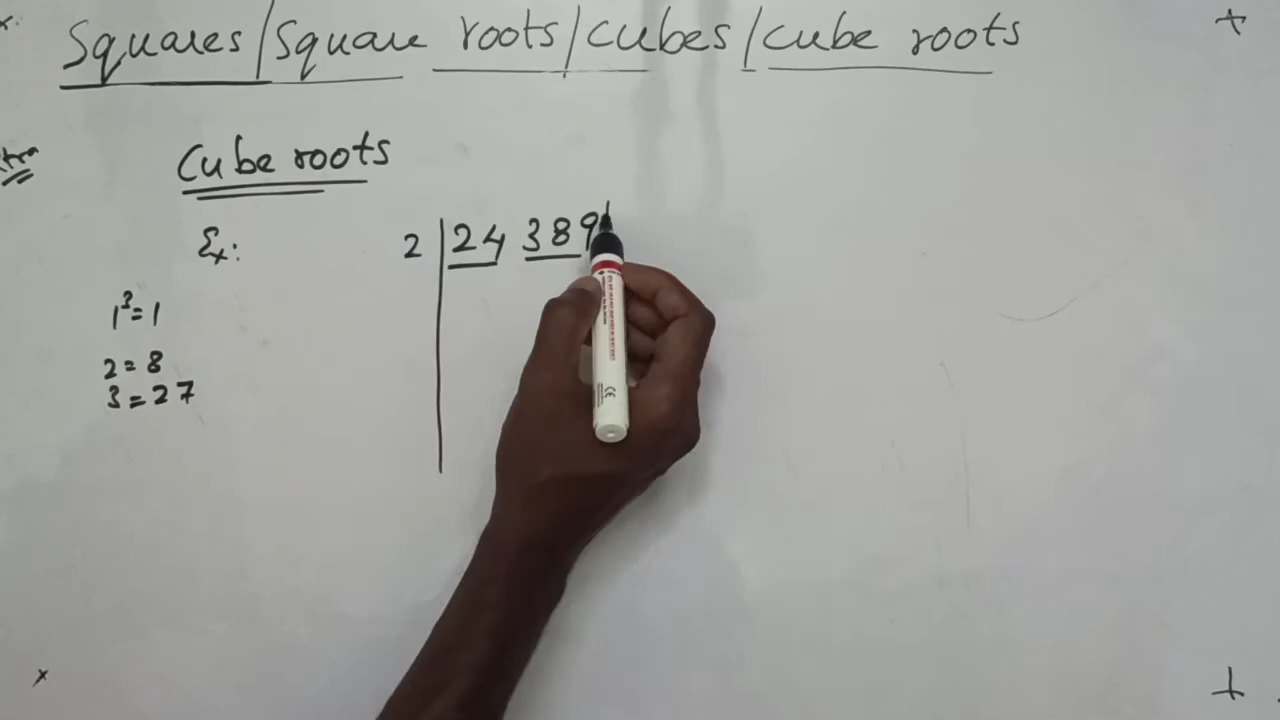 Squares/Square roots/Cubes/Cube roots
Cube roots
Ex:
2 | 24 389
1³=1
2=8
3=27